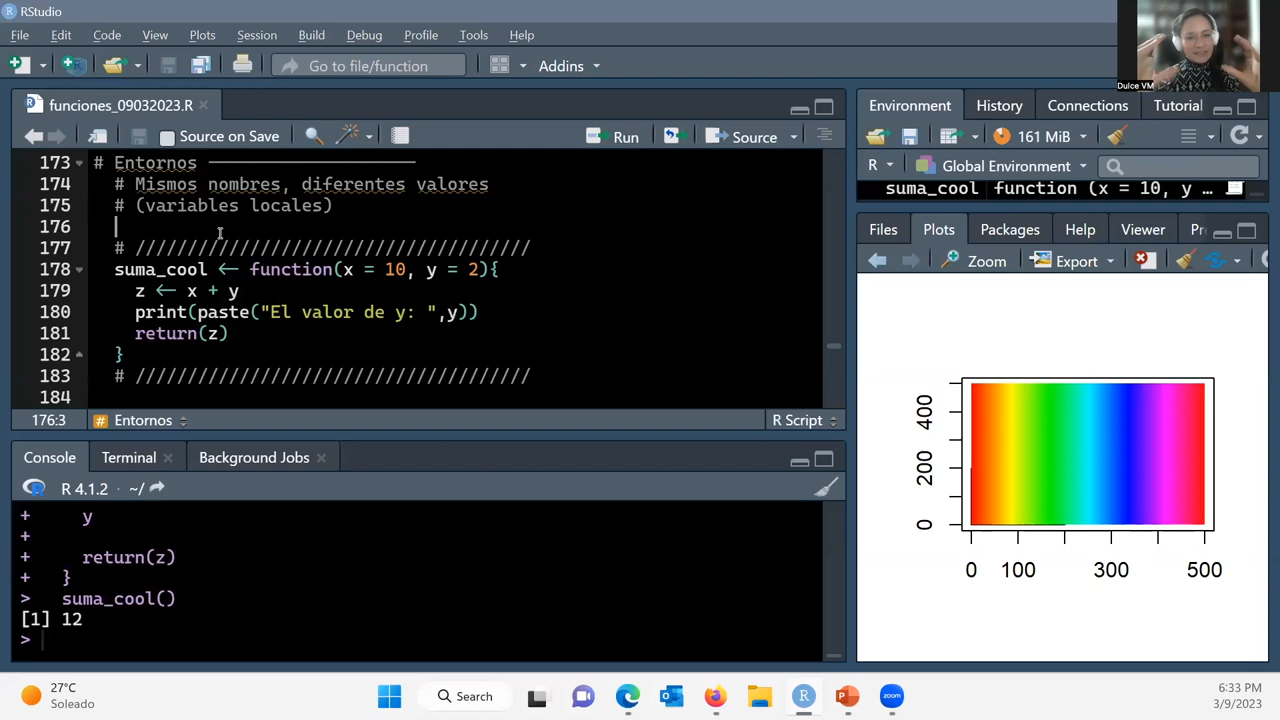 RStudio
File Edit Code View Plots Session Build Debug Profile Tools Help
Go to file/function Addins
Dulce VM
funciones_09032023.R
Source on Save Run Source
173 # Entornos ────────────────────
174 # Mismos nombres, diferentes valores
175 # (variables locales)
176
177 # //////////////////////////////////////
178 suma_cool <- function(x = 10, y = 2){
179 z <- x + y
180 print(paste("El valor de y: ",y))
181 return(z)
182 }
183 # //////////////////////////////////////
184
176:3 # Entornos R Script
Console Terminal Background Jobs
R 4.1.2 · ~/
+ y
+
+ return(z)
+ }
> suma_cool()
[1] 12
>
Environment History Connections Tutorial
161 MiB
R Global Environment
suma_cool function (x = 10, y …
Files Plots Packages Help Viewer Pr
Zoom Export
400
200
0
0 100 300 500
27°C
Soleado
Search
zoom
6:33 PM
3/9/2023